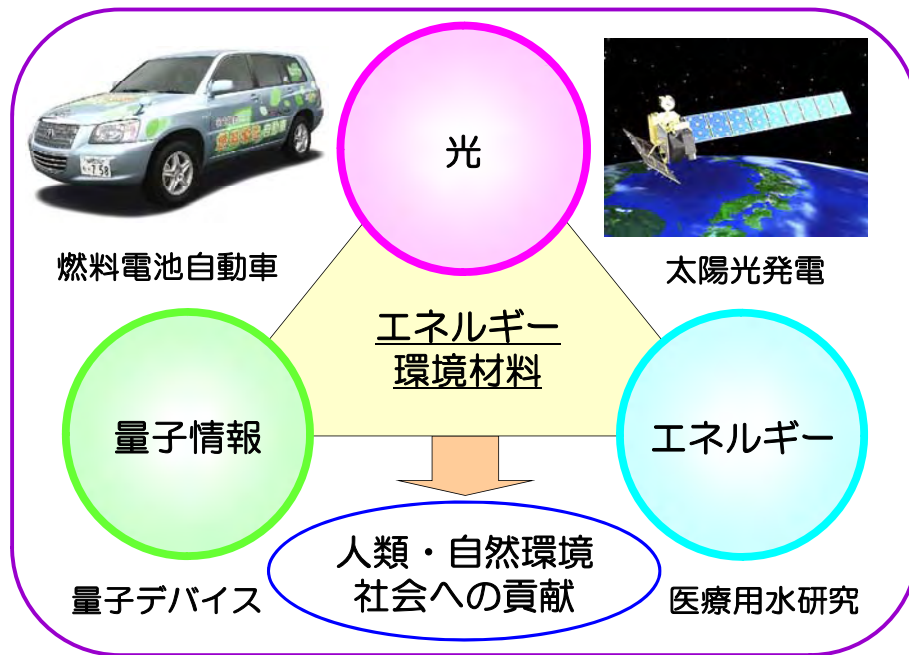 光
燃料電池自動車
太陽光発電
エネルギー
環境材料
量子情報
エネルギー
人類・自然環境
社会への貢献
量子デバイス
医療用水研究